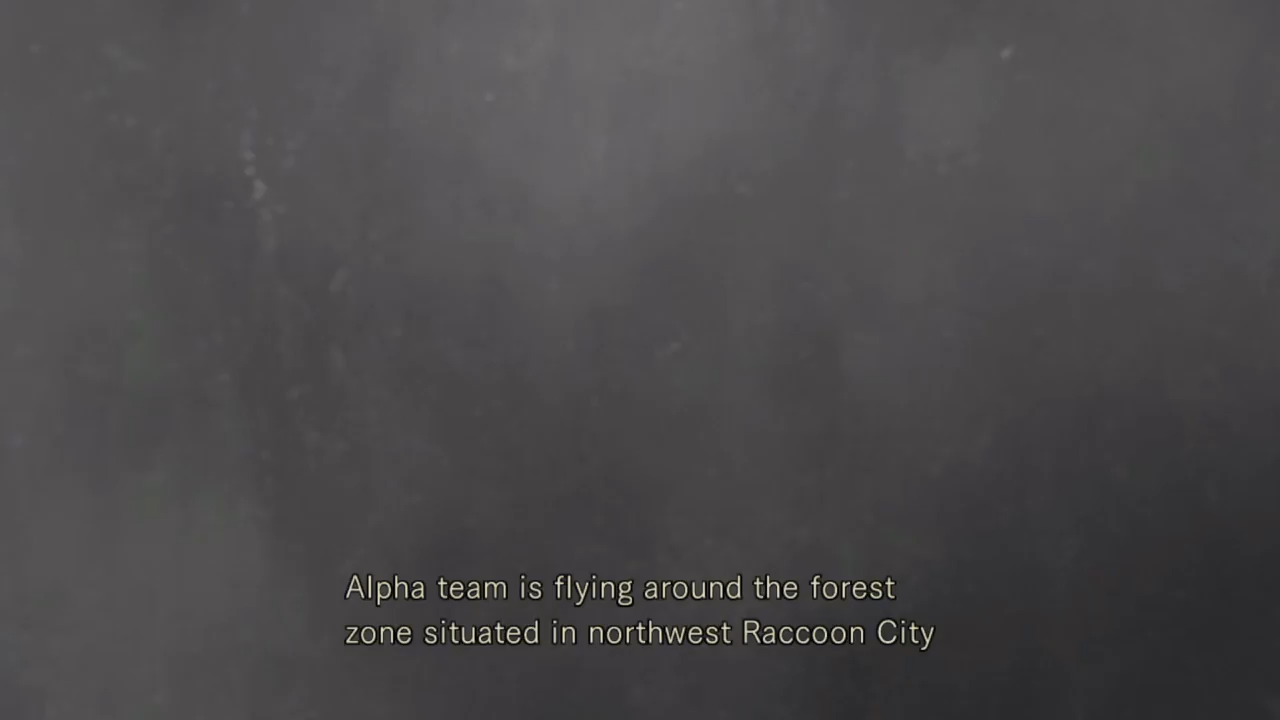 Alpha team is flying around the forest
zone situated in northwest Raccoon City